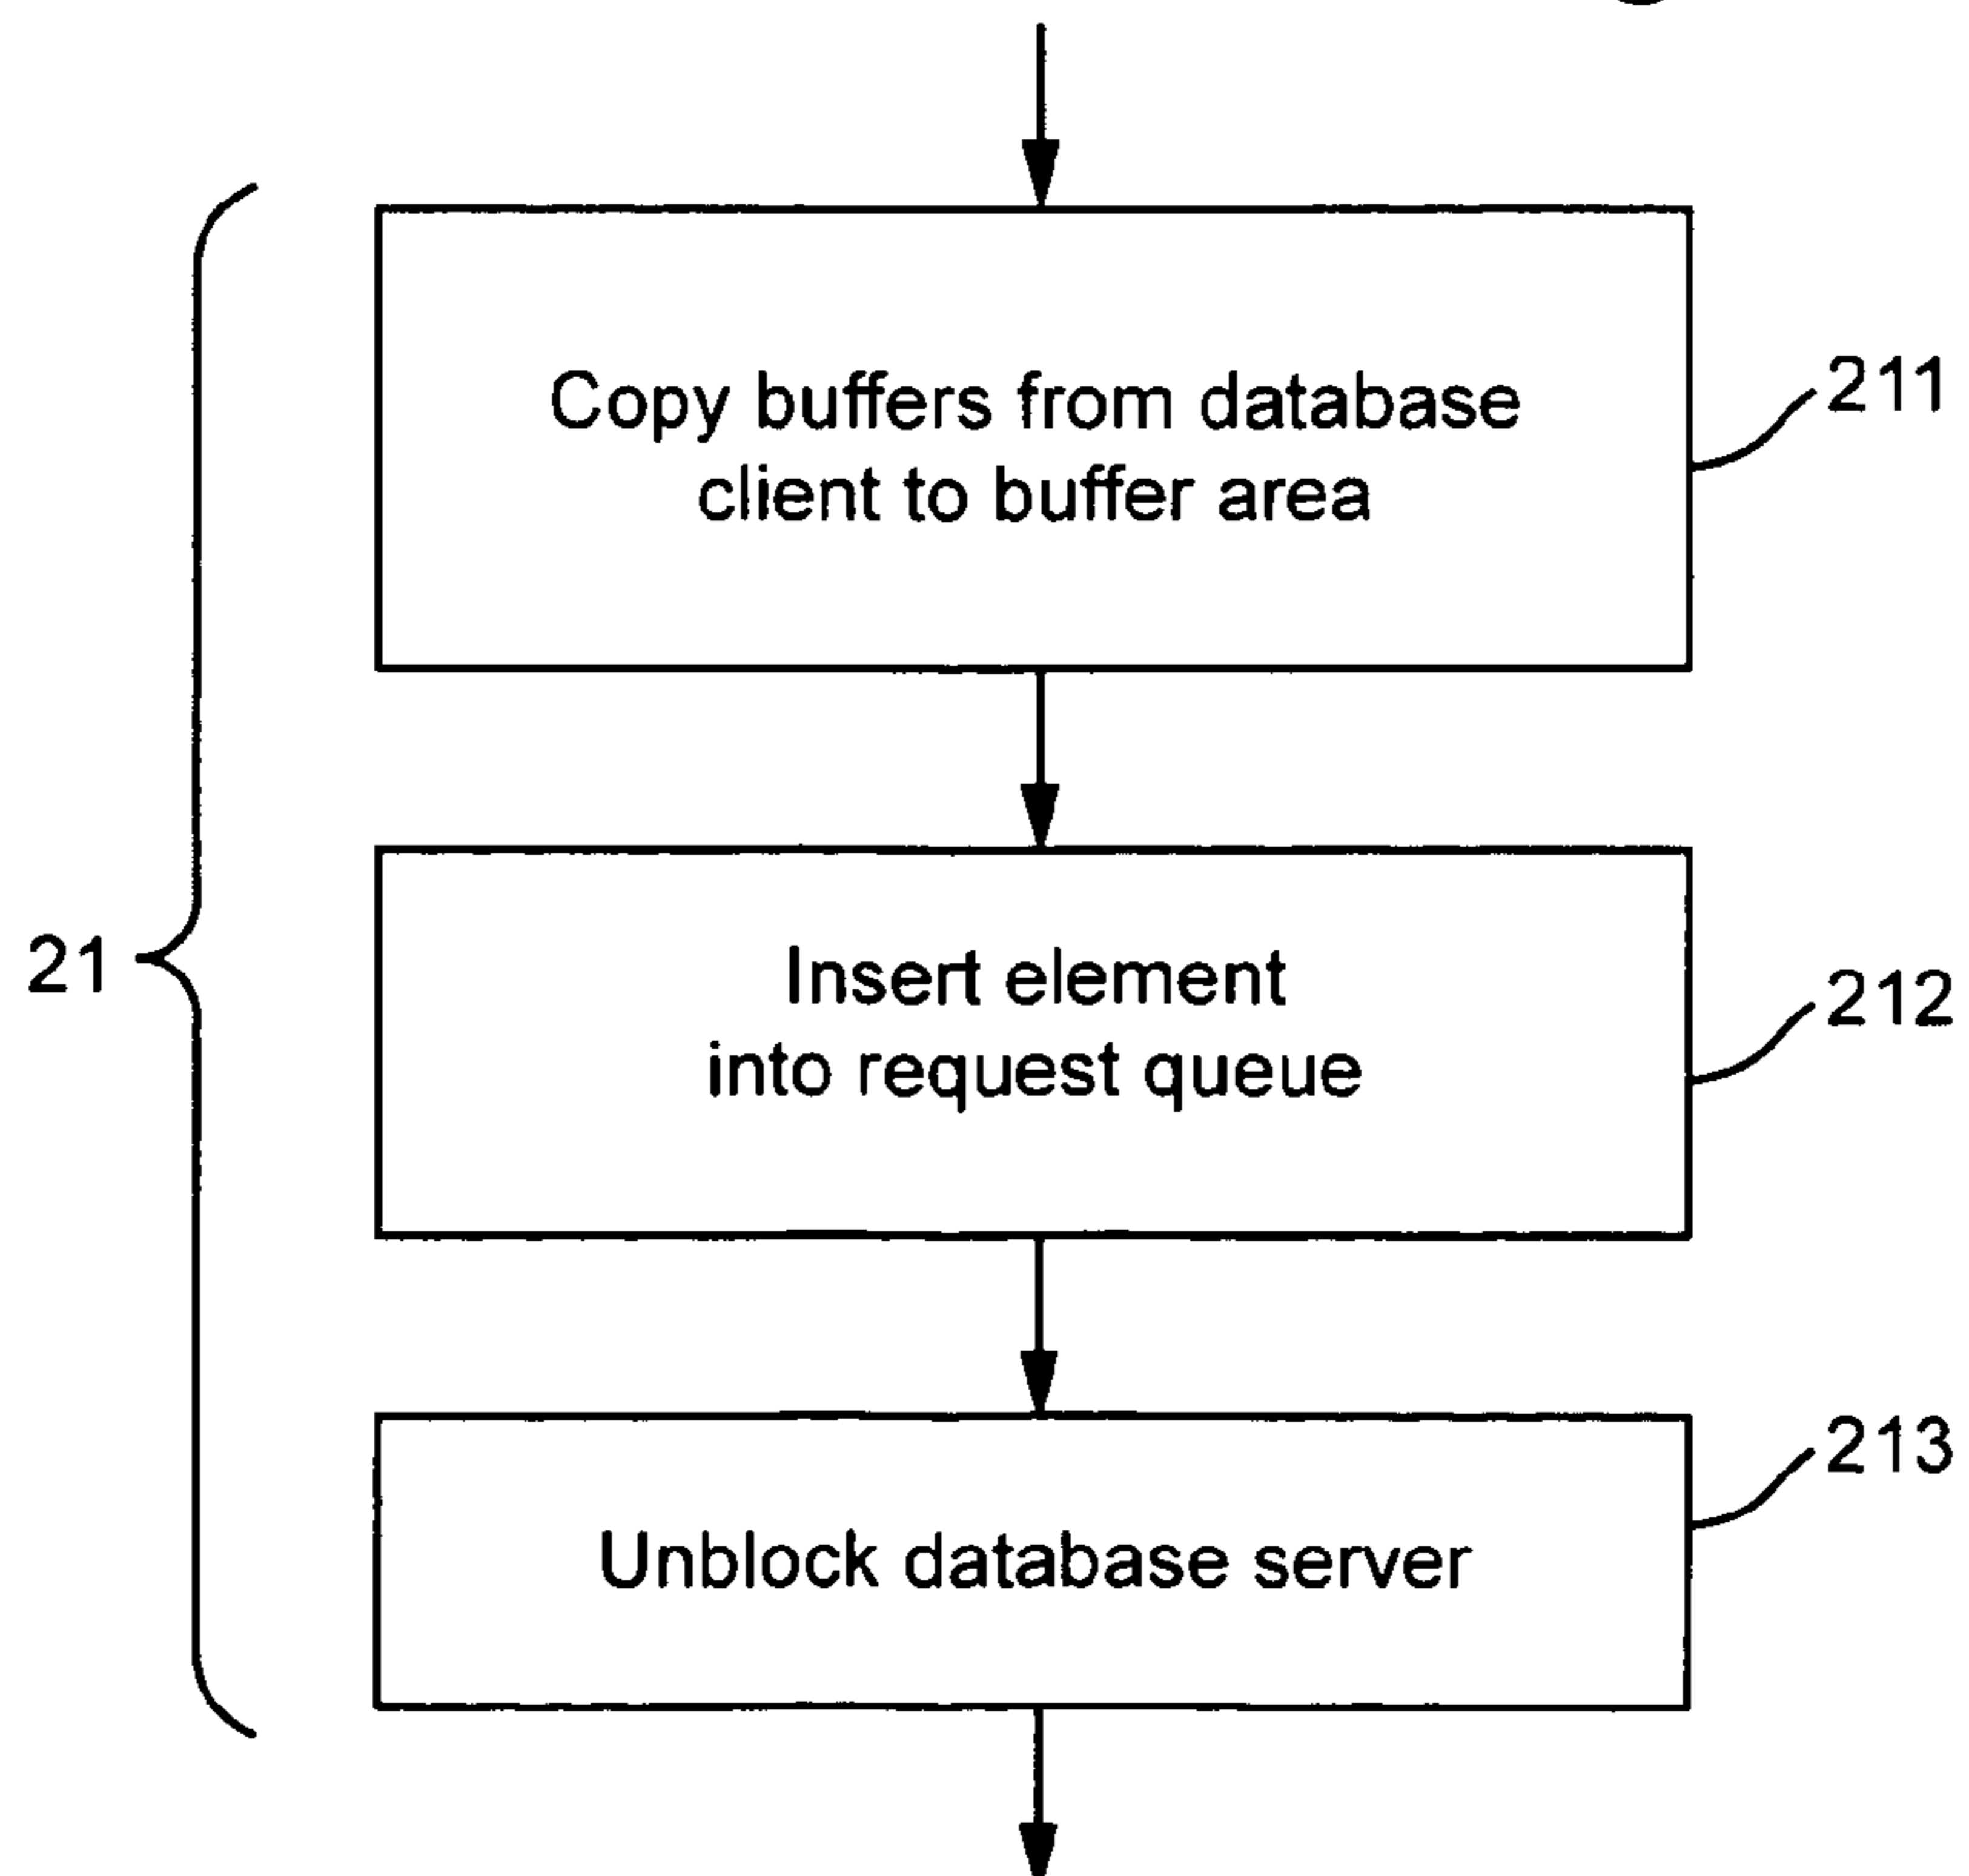 Copy buffers from database
client to buffer area
211
21
Insert element
into request queue
212
Unblock database server
213